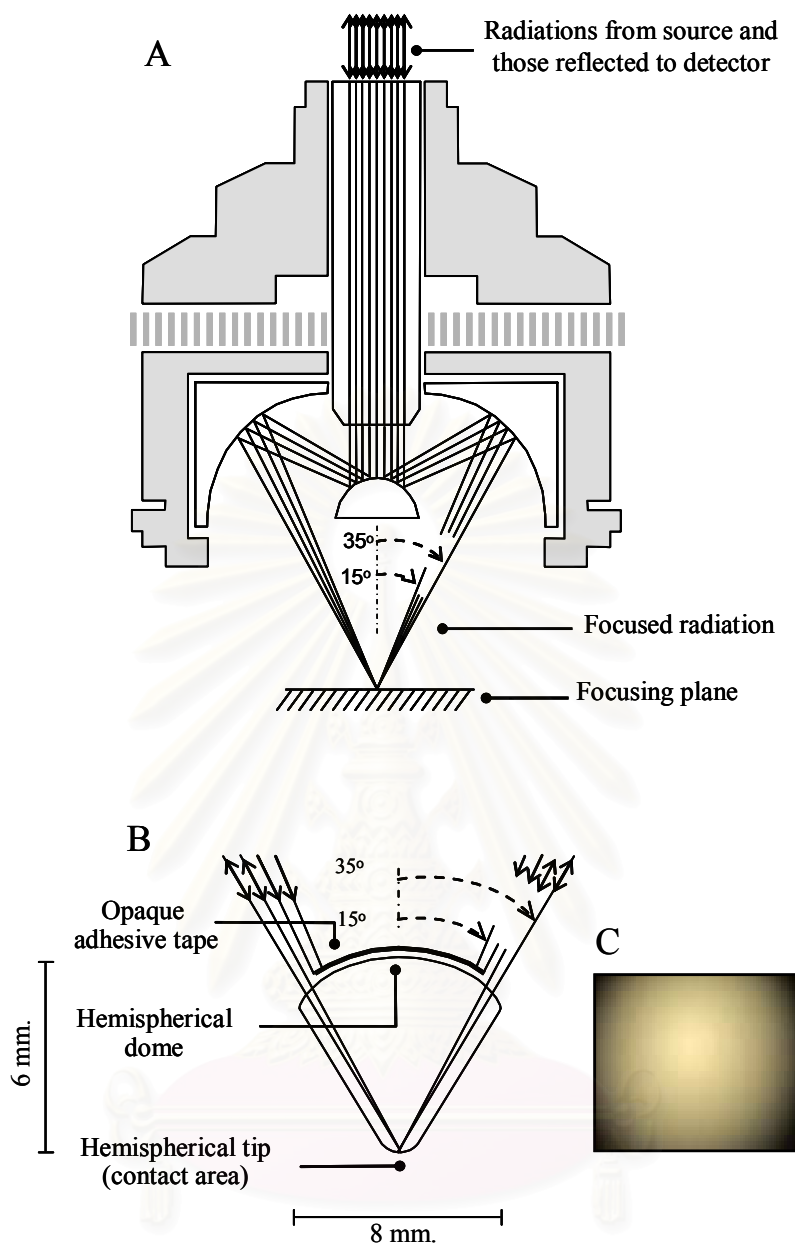 A
Radiations from source and
those reflected to detector
35º
15º
Focused radiation
Focusing plane
B
35º
15º
Opaque
adhesive tape
C
Hemispherical
dome
6 mm.
Hemispherical tip
(contact area)
8 mm.